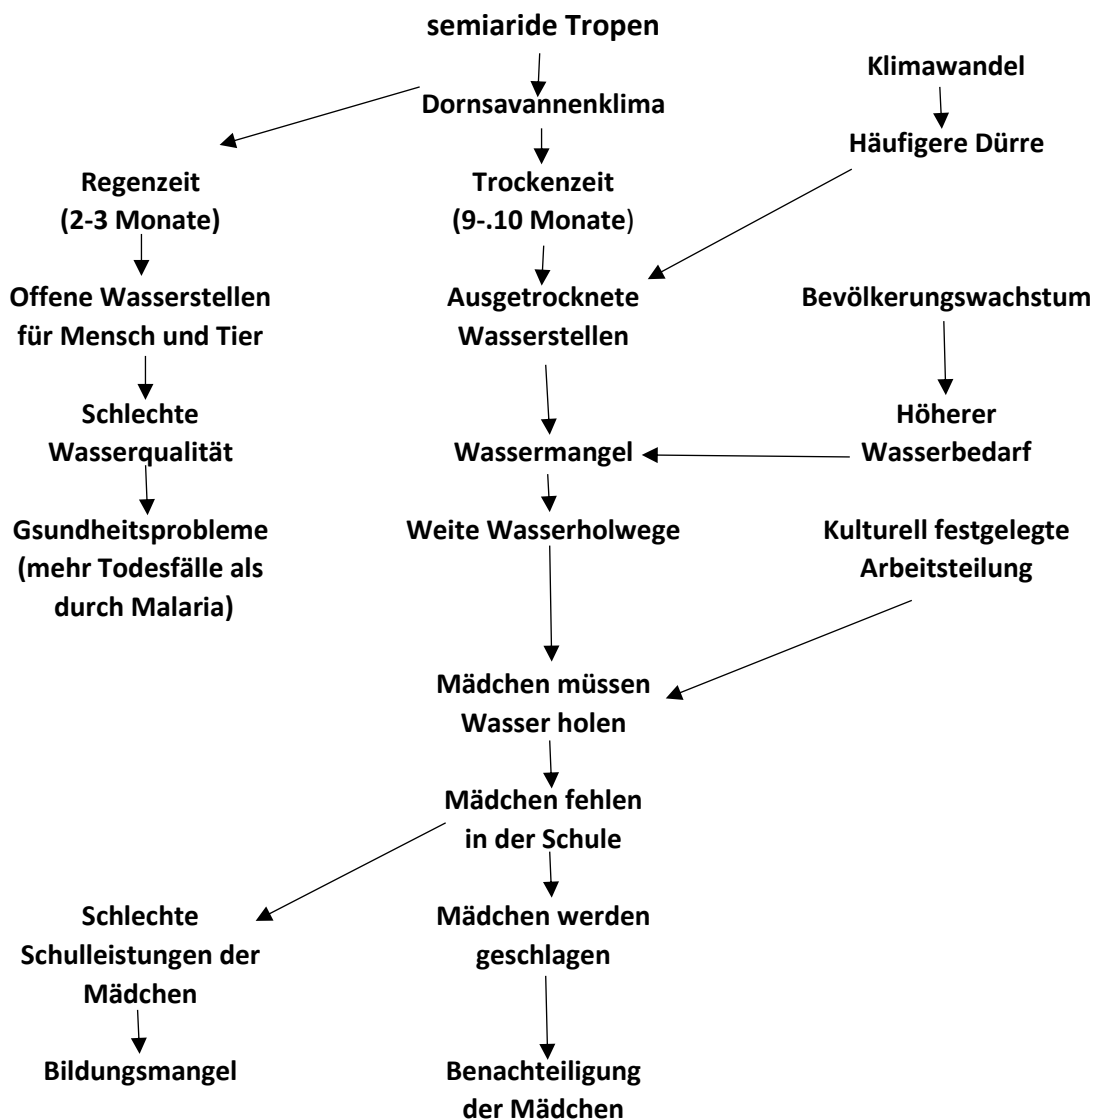 semiaride Tropen
Klimawandel
Dornsavannenklima
Häufigere Dürre
Regenzeit
(2-3 Monate)
Trockenzeit
(9-.10 Monate)
Offene Wasserstellen
für Mensch und Tier
Ausgetrocknete
Wasserstellen
Bevölkerungswachstum
Schlechte
Wasserqualität
Wassermangel
Höherer
Wasserbedarf
Gsundheitsprobleme
(mehr Todesfälle als
durch Malaria)
Weite Wasserholwege
Kulturell festgelegte
Arbeitsteilung
Mädchen müssen
Wasser holen
Mädchen fehlen
in der Schule
Schlechte
Schulleistungen der
Mädchen
Mädchen werden
geschlagen
Bildungsmangel
Benachteiligung
der Mädchen